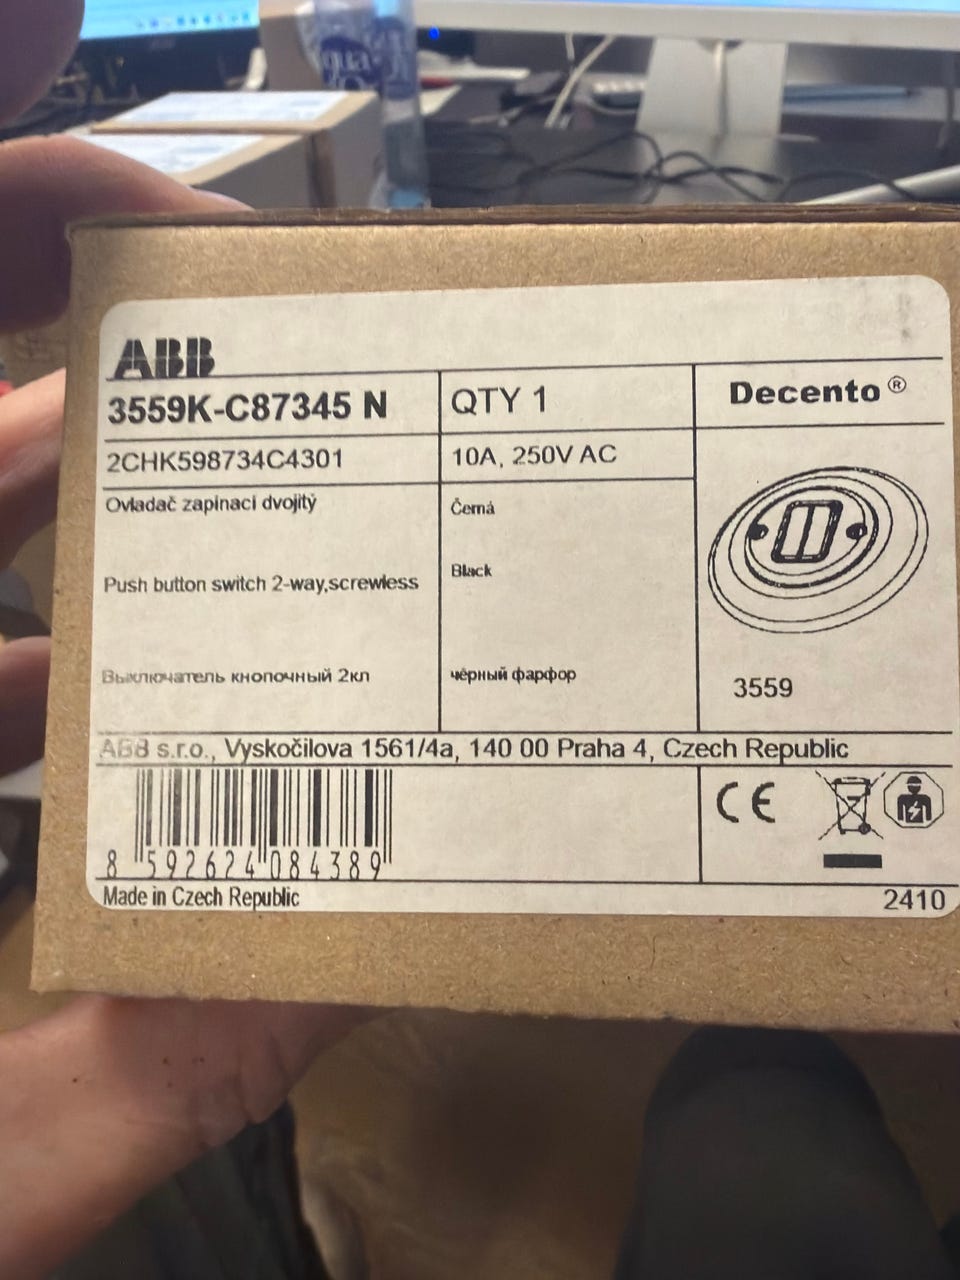 ABB
3559K-C87345 N
QTY 1
Decento®
2CHK598734C4301
10A, 250V AC
Ovladač zapinaci dvojitý
Černá
Push button switch 2-way,screwless
Black
Выключатель кнопочный 2кл
чёрный фарфор
3559
ABB s.r.o., Vyskočilova 1561/4a, 140 00 Praha 4, Czech Republic
CE
8 592624 084389
Made in Czech Republic
2410